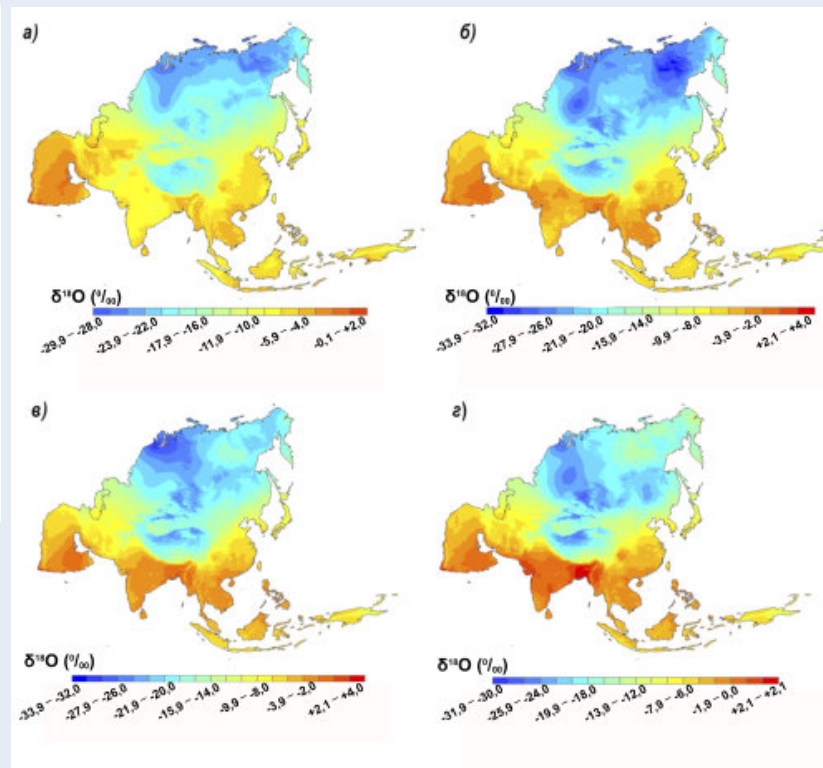 а)
δ¹⁸O (⁰/₀₀)
-29,9 – -28,0 -23,9 – -22,0 -17,9 – -16,0 -11,9 – -10,0 -5,9 – -4,0 -0,1 – +2,0
б)
δ¹⁸O (⁰/₀₀)
-33,9 – -32,0 -27,9 – -26,0 -21,9 – -20,0 -15,9 – -14,0 -9,9 – -8,0 -3,9 – -2,0 +2,1 – +4,0
в)
δ¹⁸O (⁰/₀₀)
-33,9 – -32,0 -27,9 – -26,0 -21,9 – -20,0 -15,9 – -14,0 -9,9 – -8,0 -3,9 – -2,0 +2,1 – +4,0
г)
δ¹⁸O (⁰/₀₀)
-31,9 – -30,0 -25,9 – -24,0 -19,9 – -18,0 -13,9 – -12,0 -7,9 – -6,0 -1,9 – 0,0 +2,1 – +2,1